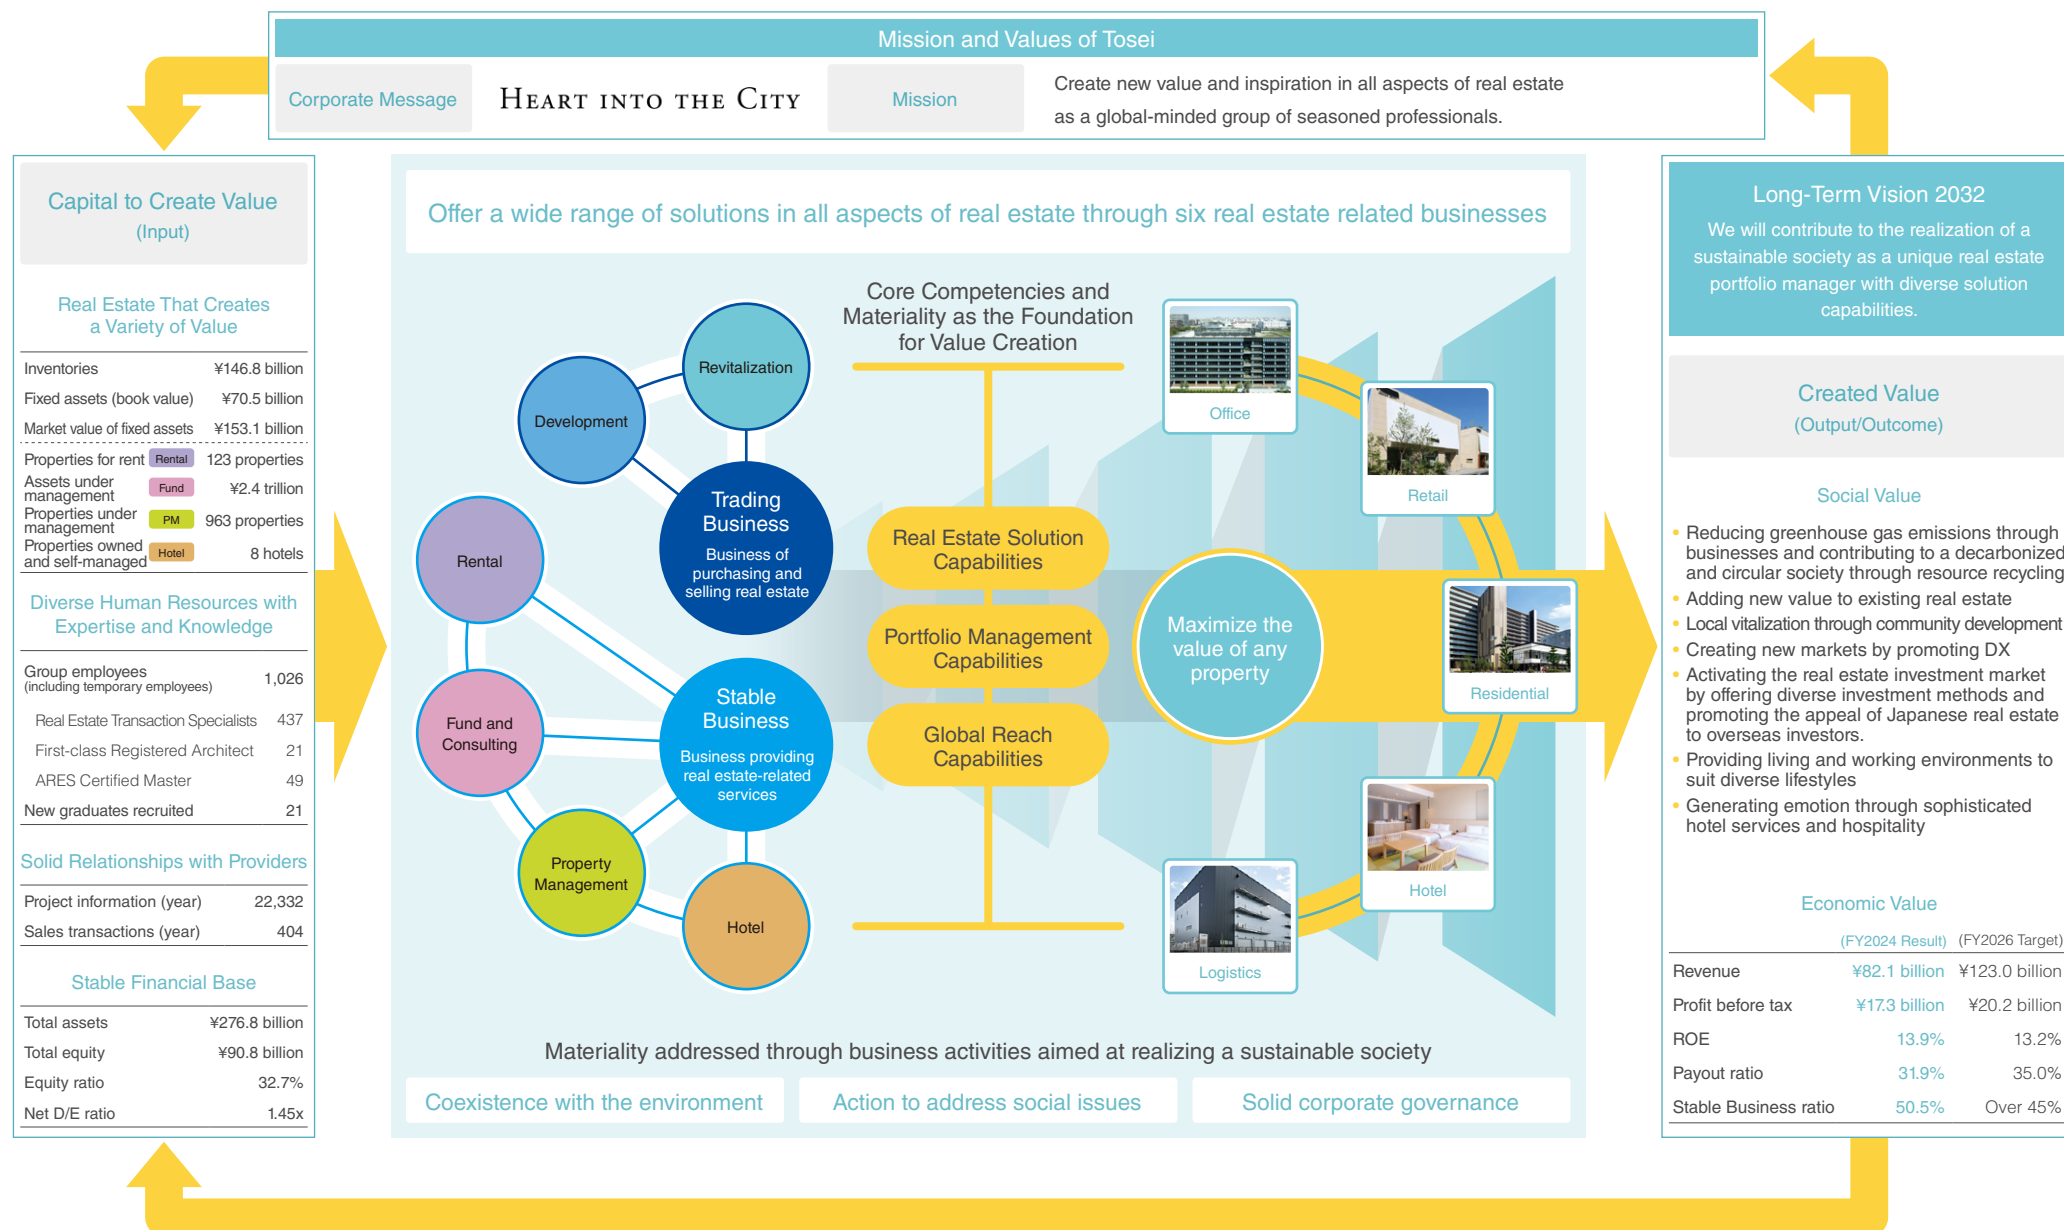 Mission and Values of Tosei
Corporate Message
HEART INTO THE CITY
Mission
Create new value and inspiration in all aspects of real estate
as a global-minded group of seasoned professionals.
Capital to Create Value
(Input)
Real Estate That Creates
a Variety of Value
Inventories ¥146.8 billion
Fixed assets (book value) ¥70.5 billion
Market value of fixed assets ¥153.1 billion
Properties for rent Rental 123 properties
Assets under
management Fund ¥2.4 trillion
Properties under
management PM 963 properties
Properties owned
and self-managed Hotel 8 hotels
Diverse Human Resources with
Expertise and Knowledge
Group employees
(including temporary employees) 1,026
Real Estate Transaction Specialists 437
First-class Registered Architect 21
ARES Certified Master 49
New graduates recruited 21
Solid Relationships with Providers
Project information (year) 22,332
Sales transactions (year) 404
Stable Financial Base
Total assets ¥276.8 billion
Total equity ¥90.8 billion
Equity ratio 32.7%
Net D/E ratio 1.45x
Offer a wide range of solutions in all aspects of real estate through six real estate related businesses
Revitalization
Development
Trading
Business
Business of
purchasing and
selling real estate
Rental
Fund and
Consulting
Stable
Business
Business providing
real estate-related
services
Property
Management
Hotel
Core Competencies and
Materiality as the Foundation
for Value Creation
Real Estate Solution
Capabilities
Portfolio Management
Capabilities
Global Reach
Capabilities
Maximize the
value of any
property
Office
Retail
Residential
Hotel
Logistics
Materiality addressed through business activities aimed at realizing a sustainable society
Coexistence with the environment
Action to address social issues
Solid corporate governance
Long-Term Vision 2032
We will contribute to the realization of a
sustainable society as a unique real estate
portfolio manager with diverse solution
capabilities.
Created Value
(Output/Outcome)
Social Value
• Reducing greenhouse gas emissions through
businesses and contributing to a decarbonized
and circular society through resource recycling
• Adding new value to existing real estate
• Local vitalization through community development
• Creating new markets by promoting DX
• Activating the real estate investment market
by offering diverse investment methods and
promoting the appeal of Japanese real estate
to overseas investors.
• Providing living and working environments to
suit diverse lifestyles
• Generating emotion through sophisticated
hotel services and hospitality
Economic Value
(FY2024 Result) (FY2026 Target)
Revenue ¥82.1 billion ¥123.0 billion
Profit before tax ¥17.3 billion ¥20.2 billion
ROE 13.9% 13.2%
Payout ratio 31.9% 35.0%
Stable Business ratio 50.5% Over 45%